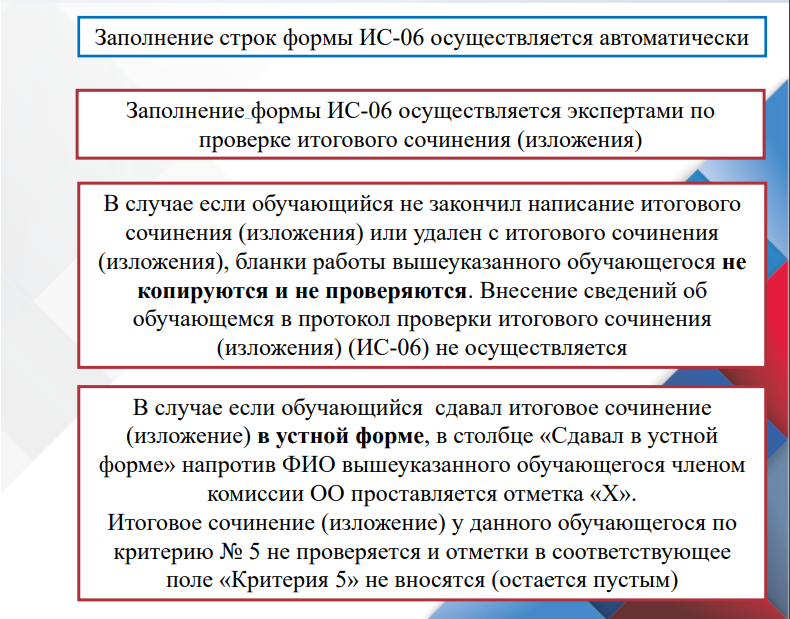 Заполнение строк формы ИС-06 осуществляется автоматически
Заполнение формы ИС-06 осуществляется экспертами по
проверке итогового сочинения (изложения)
В случае если обучающийся не закончил написание итогового
сочинения (изложения) или удален с итогового сочинения
(изложения), бланки работы вышеуказанного обучающегося не
копируются и не проверяются. Внесение сведений об
обучающемся в протокол проверки итогового сочинения
(изложения) (ИС-06) не осуществляется
В случае если обучающийся  сдавал итоговое сочинение
(изложение) в устной форме, в столбце «Сдавал в устной
форме» напротив ФИО вышеуказанного обучающегося членом
комиссии ОО проставляется отметка «Х».
Итоговое сочинение (изложение) у данного обучающегося по
критерию № 5 не проверяется и отметки в соответствующее
поле «Критерия 5» не вносятся (остается пустым)